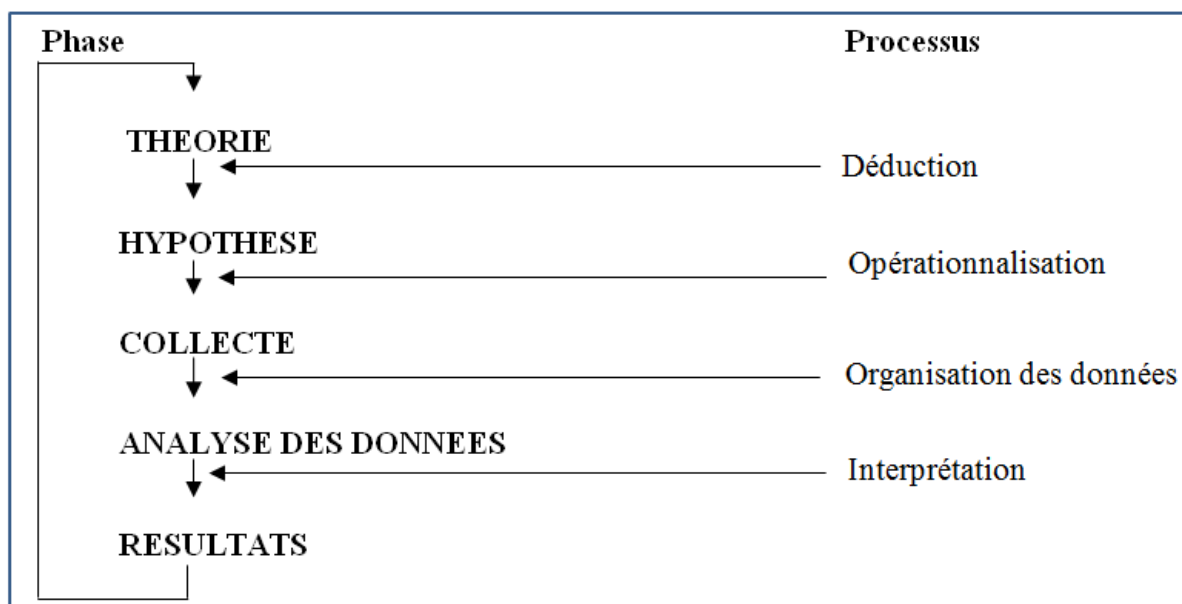 Phase Processus
THEORIE
Déduction
HYPOTHESE
Opérationnalisation
COLLECTE
Organisation des données
ANALYSE DES DONNEES
Interprétation
RESULTATS